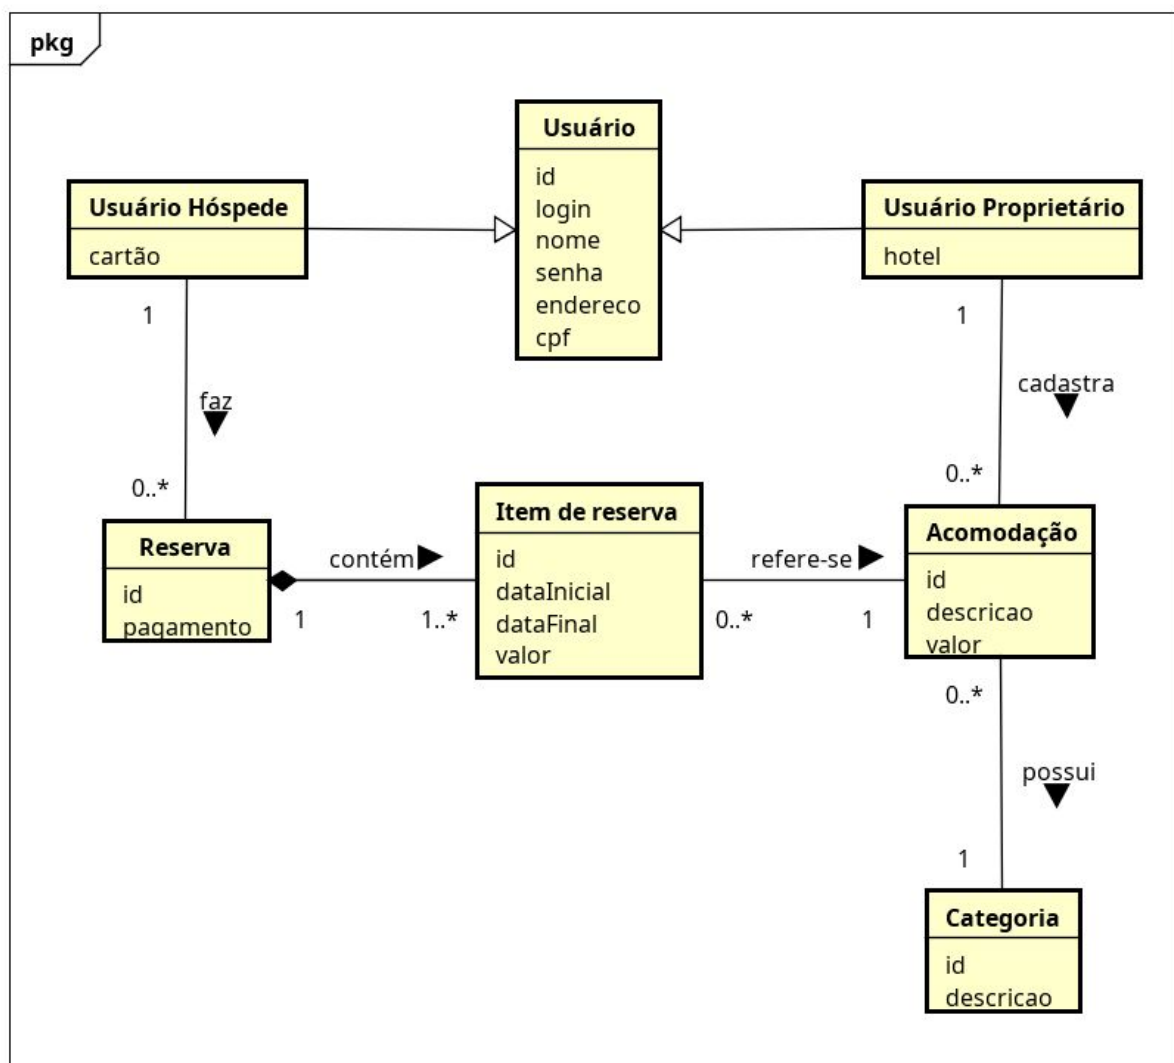 pkg
Usuário
id
login
nome
senha
endereco
cpf
Usuário Hóspede
cartão
Usuário Proprietário
hotel
1
faz
0..*
1
cadastra
0..*
Reserva
id
pagamento
contém
1
1..*
Item de reserva
id
dataInicial
dataFinal
valor
refere-se
0..*
1
Acomodação
id
descricao
valor
0..*
possui
1
Categoria
id
descricao